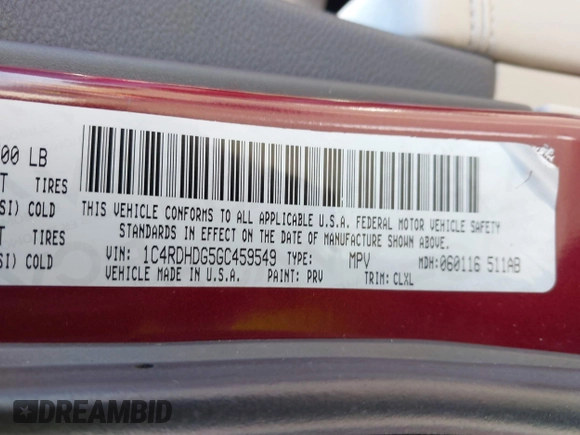 00 LB
T TIRES
SI) COLD
T TIRES
SI) COLD
THIS VEHICLE CONFORMS TO ALL APPLICABLE U.S.A. FEDERAL MOTOR VEHICLE SAFETY
STANDARDS IN EFFECT ON THE DATE OF MANUFACTURE SHOWN ABOVE.
VIN: 1C4RDHDG5GC459549 TYPE: MPV MDH:060116 511AB
VEHICLE MADE IN U.S.A. PAINT: PRV TRIM: CLXL
DREAMBID